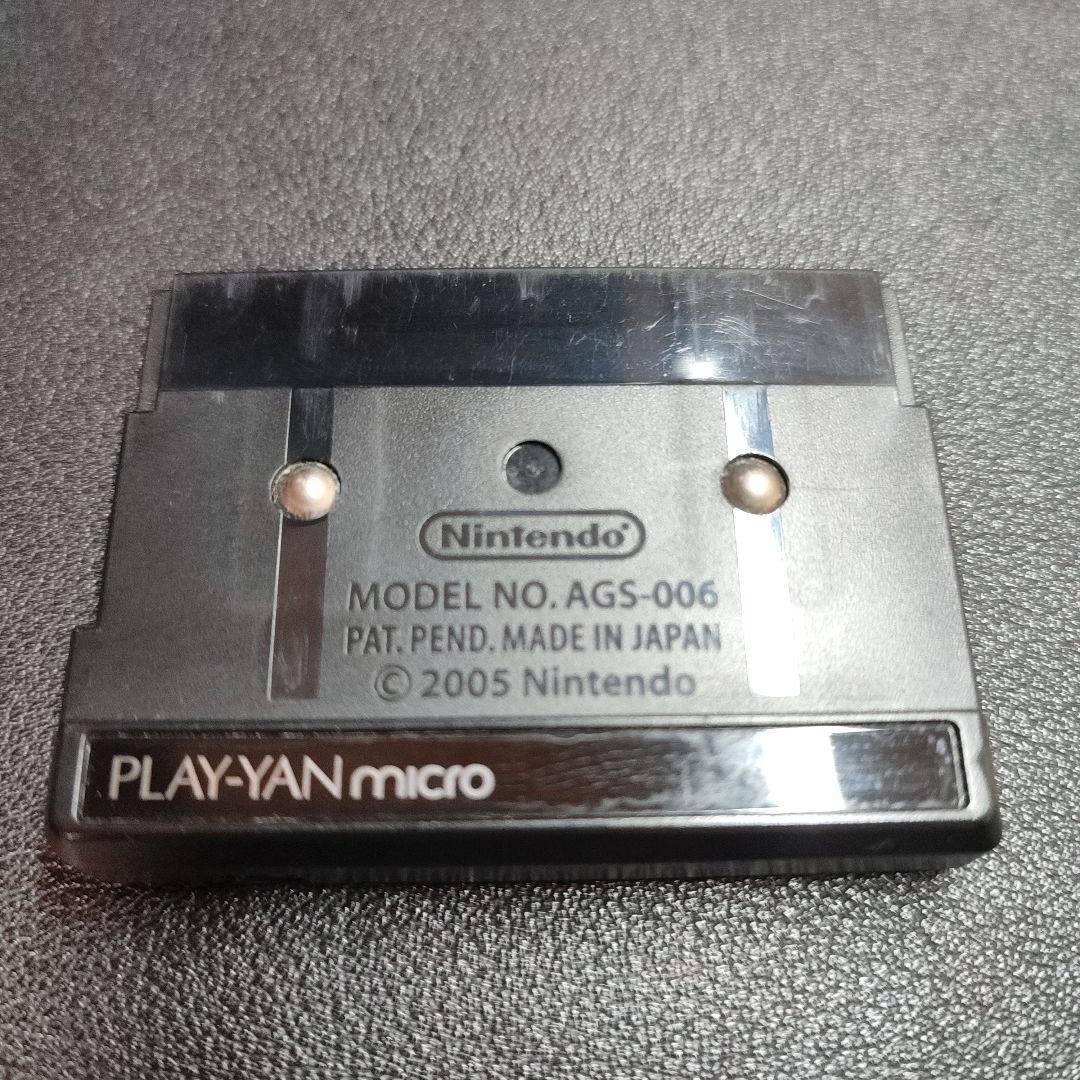 Nintendo®
MODEL NO. AGS-006
PAT. PEND. MADE IN JAPAN
© 2005 Nintendo
PLAY-YAN micro